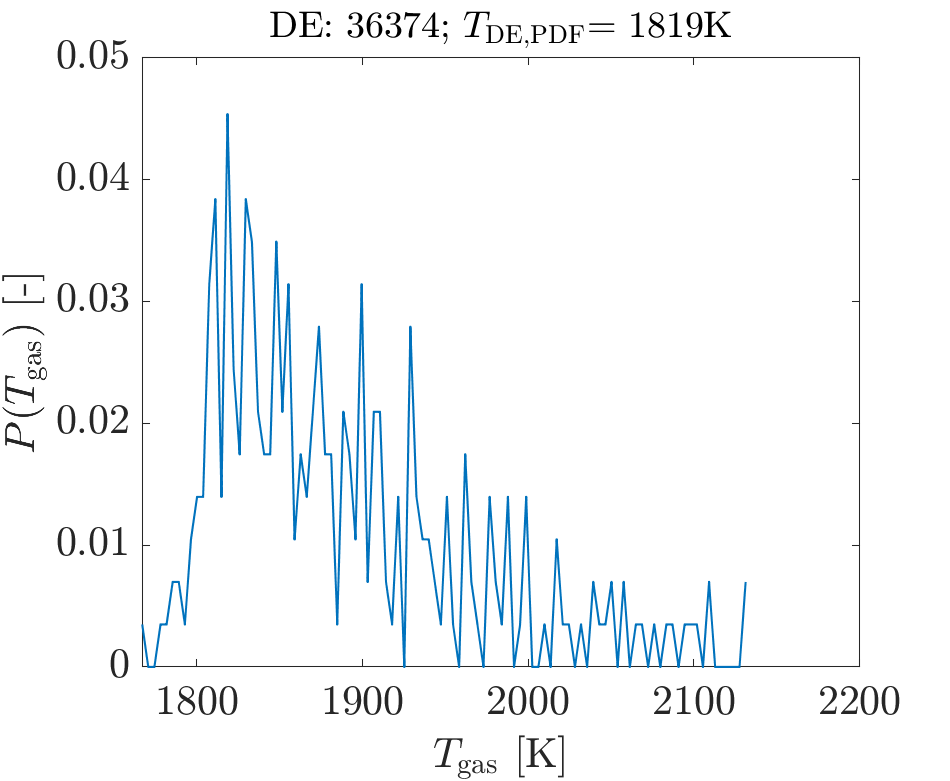 DE: 36374; T_DE,PDF= 1819K
0.05
0.04
0.03
0.02
0.01
0
P(T_gas) [-]
1800 1900 2000 2100 2200
T_gas [K]